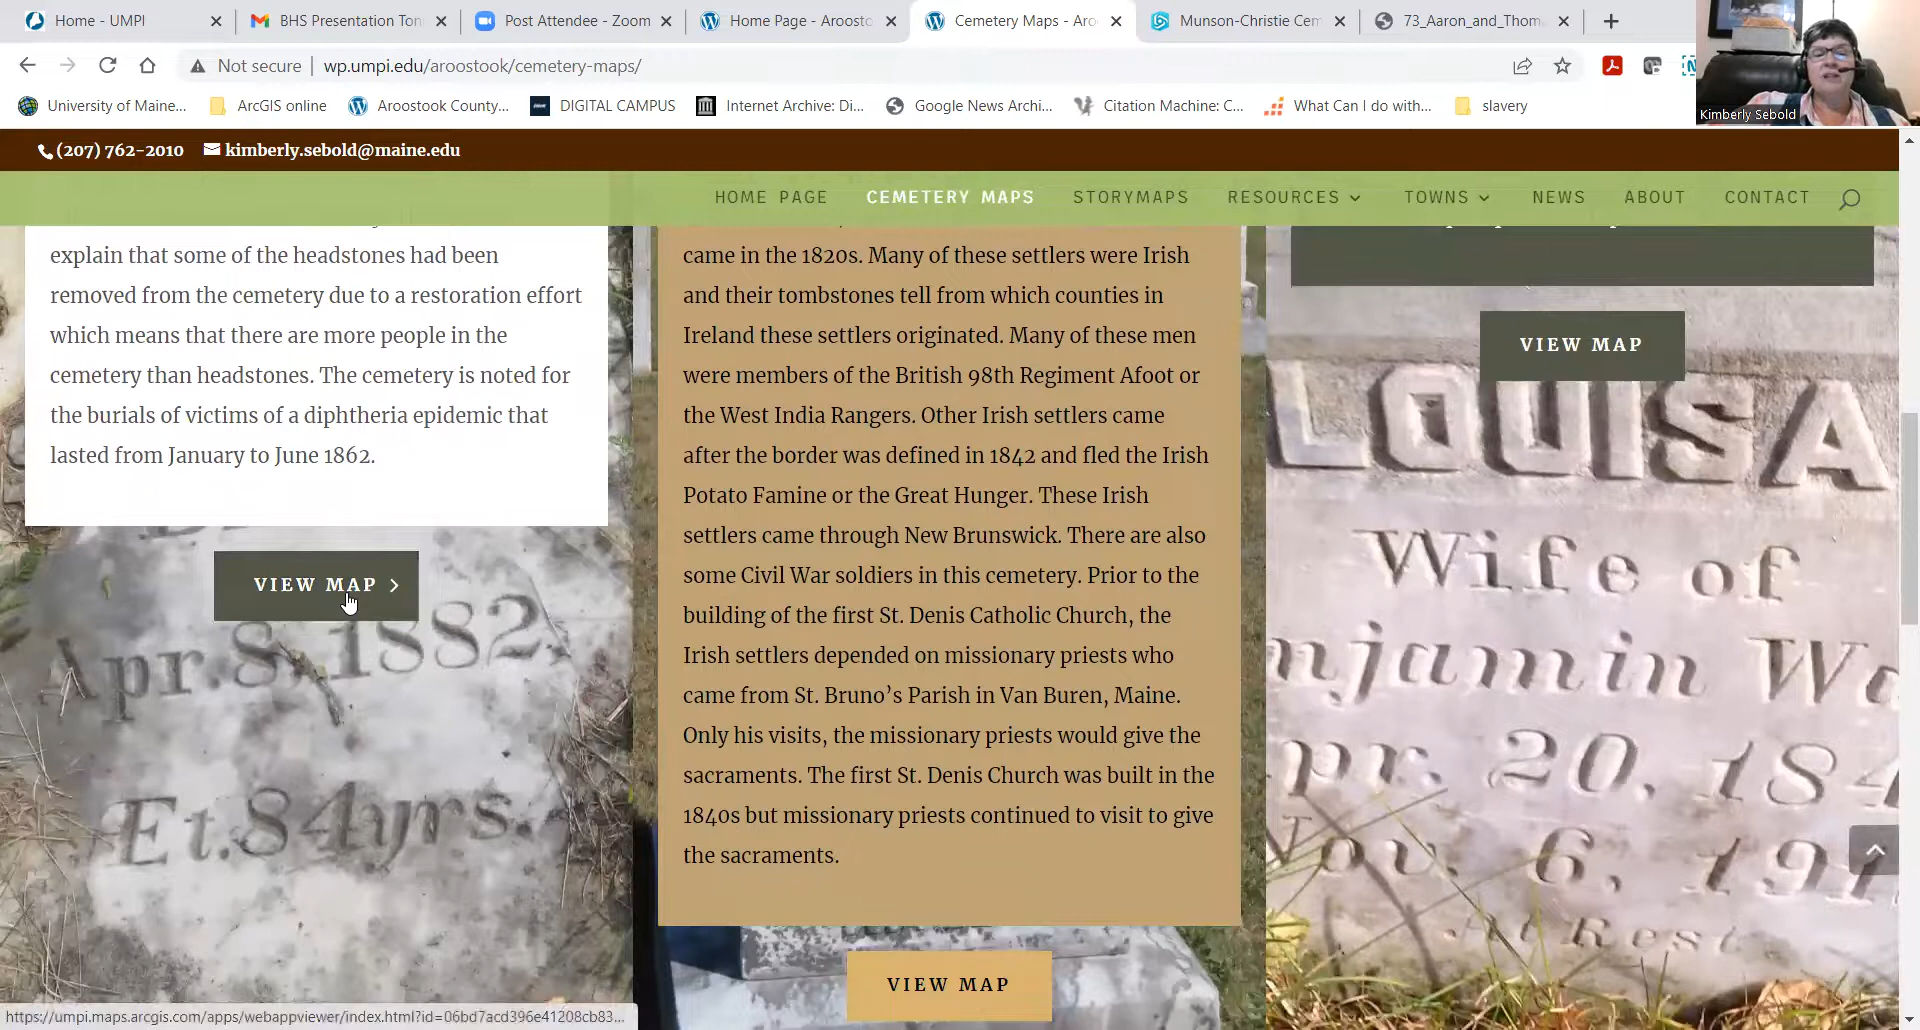 Home - UMPI
BHS Presentation Ton
Post Attendee - Zoom
Home Page - Aroosto
Cemetery Maps - Aro
Munson-Christie Cem
73_Aaron_and_Thom
Not secure
wp.umpi.edu/aroostook/cemetery-maps/
University of Maine...
ArcGIS online
Aroostook County...
DIGITAL CAMPUS
Internet Archive: Di...
Google News Archi...
Citation Machine: C...
What Can I do with...
slavery
Kimberly Sebold
(207) 762-2010
kimberly.sebold@maine.edu
HOME PAGE
CEMETERY MAPS
STORYMAPS
RESOURCES
TOWNS
NEWS
ABOUT
CONTACT
explain that some of the headstones had been
removed from the cemetery due to a restoration effort
which means that there are more people in the
cemetery than headstones. The cemetery is noted for
the burials of victims of a diphtheria epidemic that
lasted from January to June 1862.
VIEW MAP
Apr. 8, 1882,
Et. 84 yrs.
came in the 1820s. Many of these settlers were Irish
and their tombstones tell from which counties in
Ireland these settlers originated. Many of these men
were members of the British 98th Regiment Afoot or
the West India Rangers. Other Irish settlers came
after the border was defined in 1842 and fled the Irish
Potato Famine or the Great Hunger. These Irish
settlers came through New Brunswick. There are also
some Civil War soldiers in this cemetery. Prior to the
building of the first St. Denis Catholic Church, the
Irish settlers depended on missionary priests who
came from St. Bruno's Parish in Van Buren, Maine.
Only his visits, the missionary priests would give the
sacraments. The first St. Denis Church was built in the
1840s but missionary priests continued to visit to give
the sacraments.
VIEW MAP
VIEW MAP
LOUISA
Wife of
njamin Wa
pr. 20, 184
Nov. 6, 191
At Rest
https://umpi.maps.arcgis.com/apps/webappviewer/index.html?id=06bd7acd396e41208cb83...